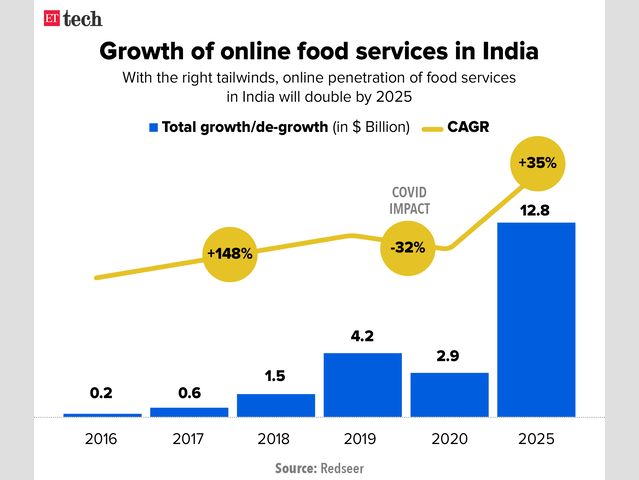 ET tech
Growth of online food services in India
With the right tailwinds, online penetration of food services
in India will double by 2025
Total growth/de-growth (in $ Billion) CAGR
+35%
COVID
IMPACT
12.8
+148%
-32%
4.2
2.9
1.5
0.6
0.2
2016 2017 2018 2019 2020 2025
Source: Redseer